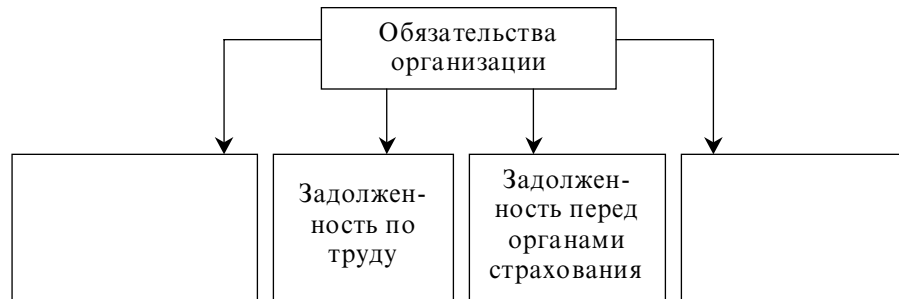 Обязательства
организации
Задолжен-
ность по
труду
Задолжен-
ность перед
органами
страхования